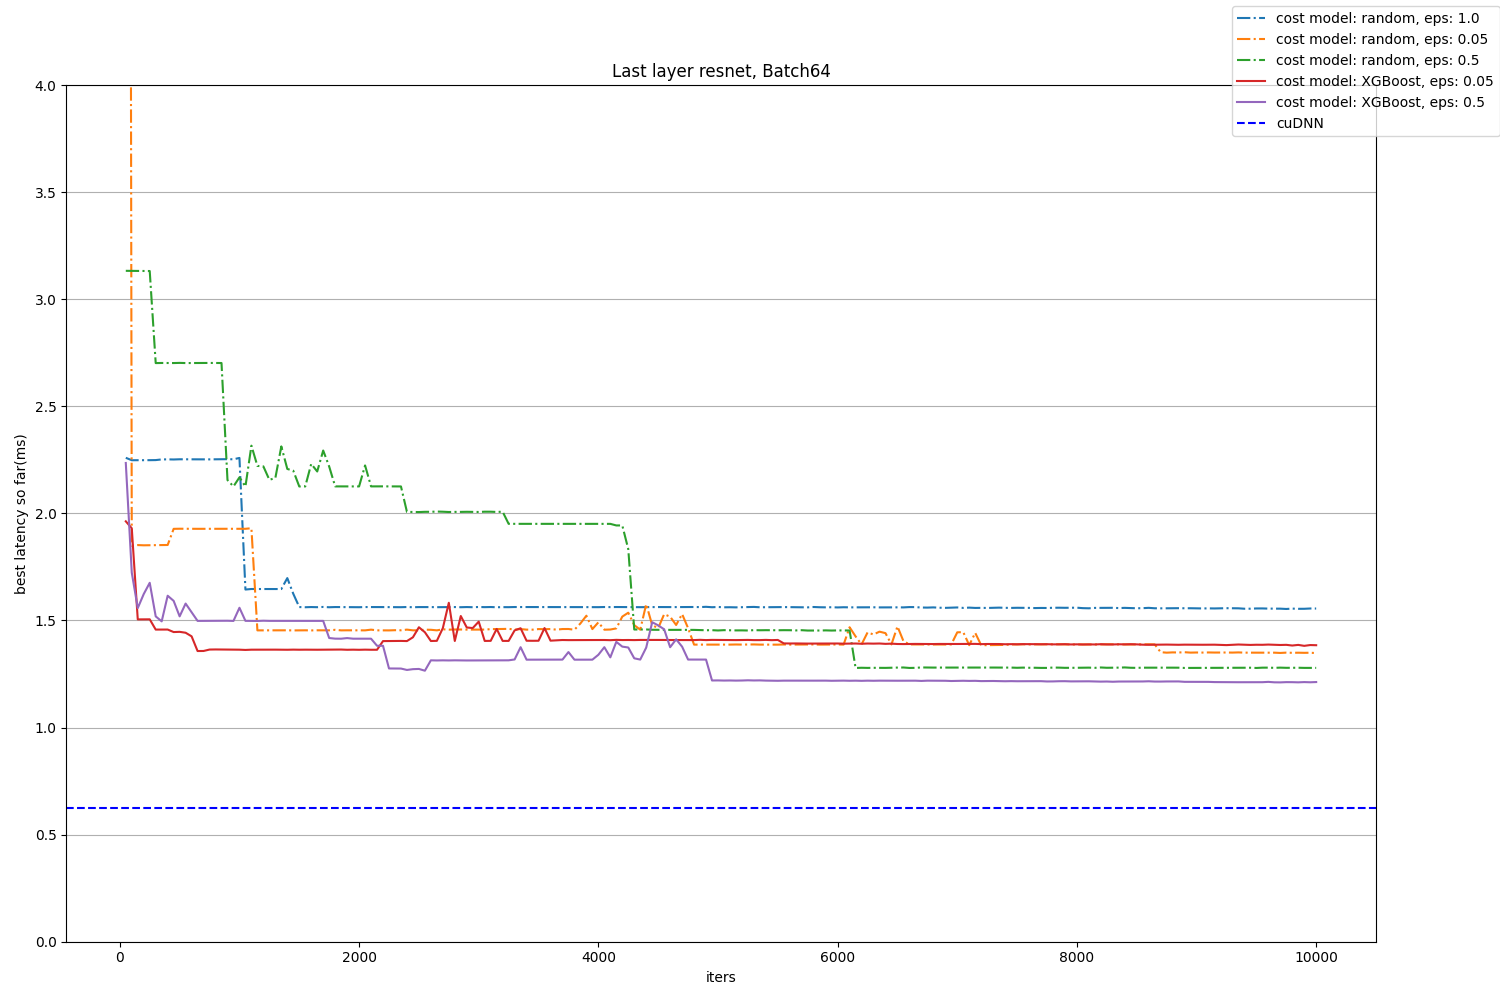 cost model: random, eps: 1.0
cost model: random, eps: 0.05
cost model: random, eps: 0.5
cost model: XGBoost, eps: 0.05
cost model: XGBoost, eps: 0.5
cuDNN
Last layer resnet, Batch64
4.0
3.5
3.0
2.5
2.0
1.5
1.0
0.5
0.0
best latency so far(ms)
0 2000 4000 6000 8000 10000
iters